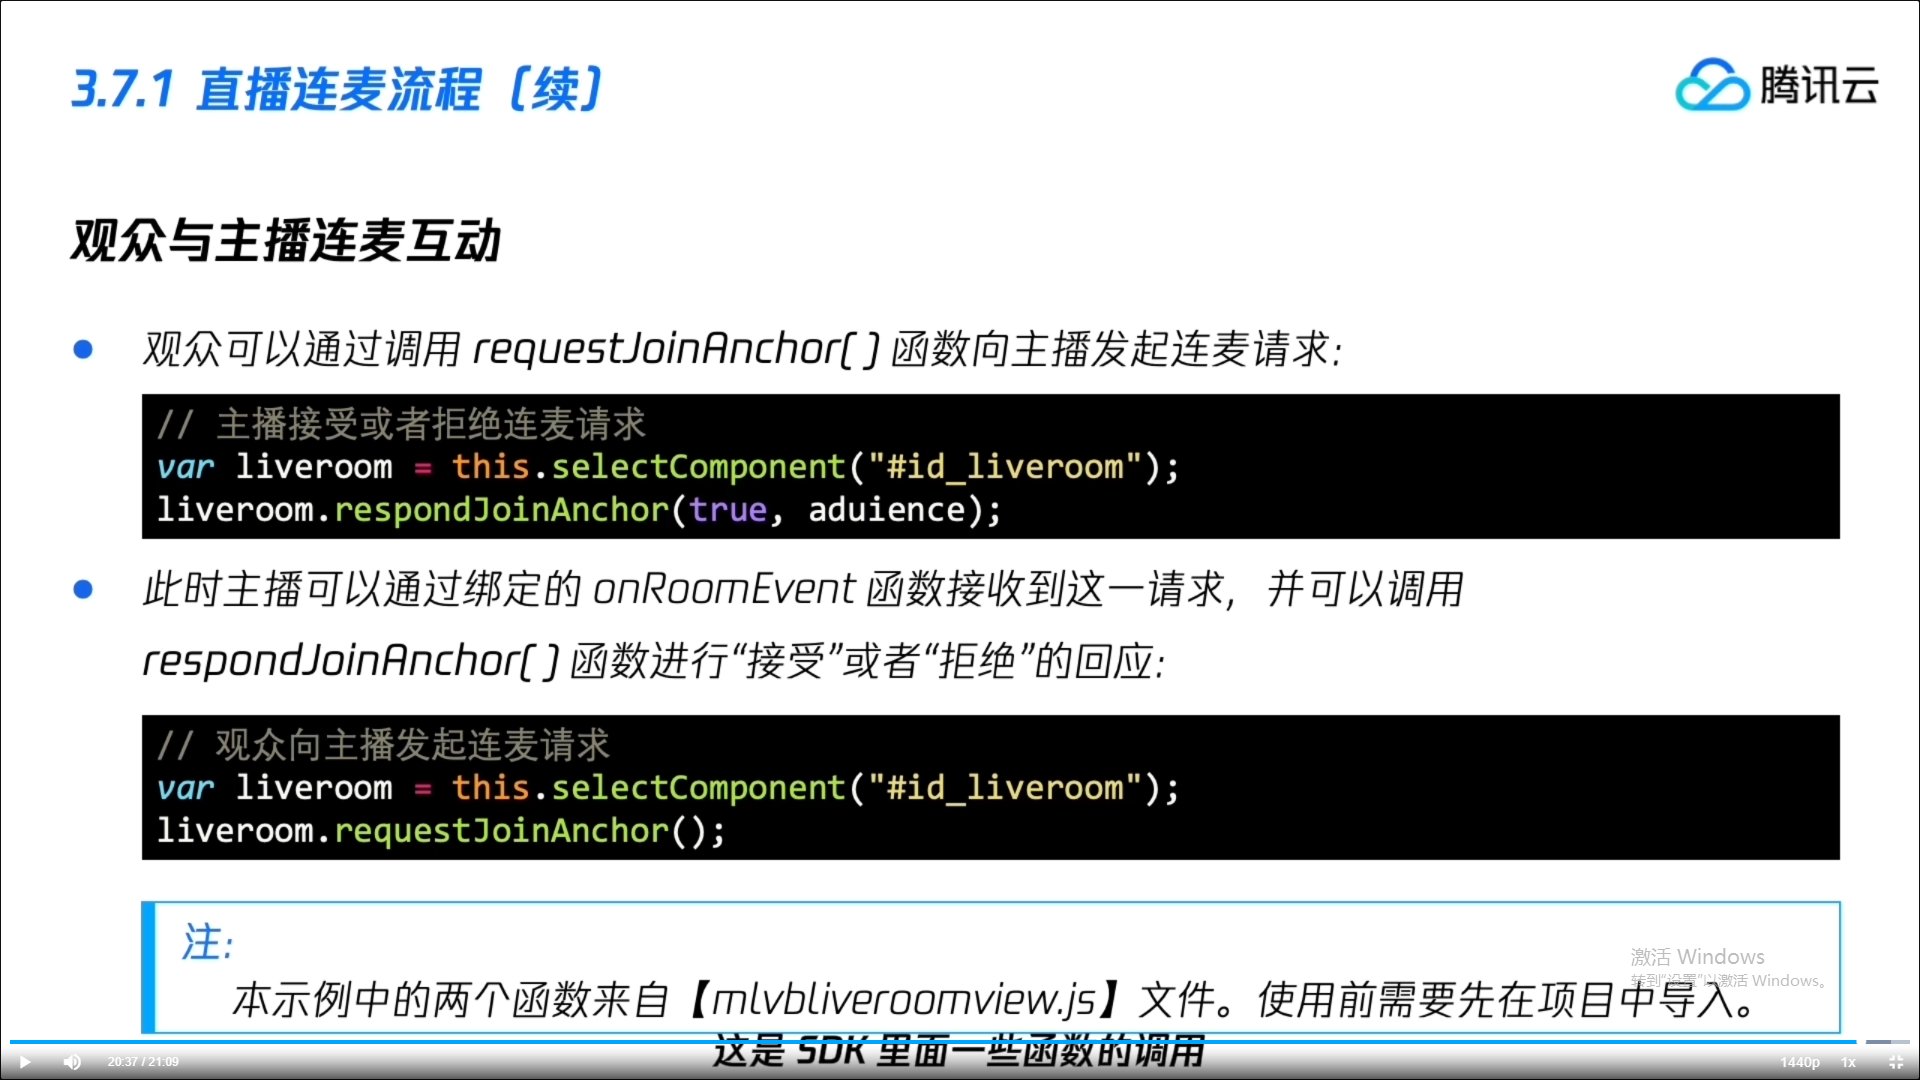 3.7.1 直播连麦流程（续）
腾讯云
观众与主播连麦互动
观众可以通过调用 requestJoinAnchor( ) 函数向主播发起连麦请求:
// 主播接受或者拒绝连麦请求
var liveroom = this.selectComponent("#id_liveroom");
liveroom.respondJoinAnchor(true, aduience);
此时主播可以通过绑定的 onRoomEvent 函数接收到这一请求，并可以调用
respondJoinAnchor( ) 函数进行“接受”或者“拒绝”的回应:
// 观众向主播发起连麦请求
var liveroom = this.selectComponent("#id_liveroom");
liveroom.requestJoinAnchor();
注:
本示例中的两个函数来自【mlvbliveroomview.js】文件。使用前需要先在项目中导入。
激活 Windows
转到“设置”以激活 Windows。
这是 SDK 里面一些函数的调用
20:37 / 21:09
1440p 1x